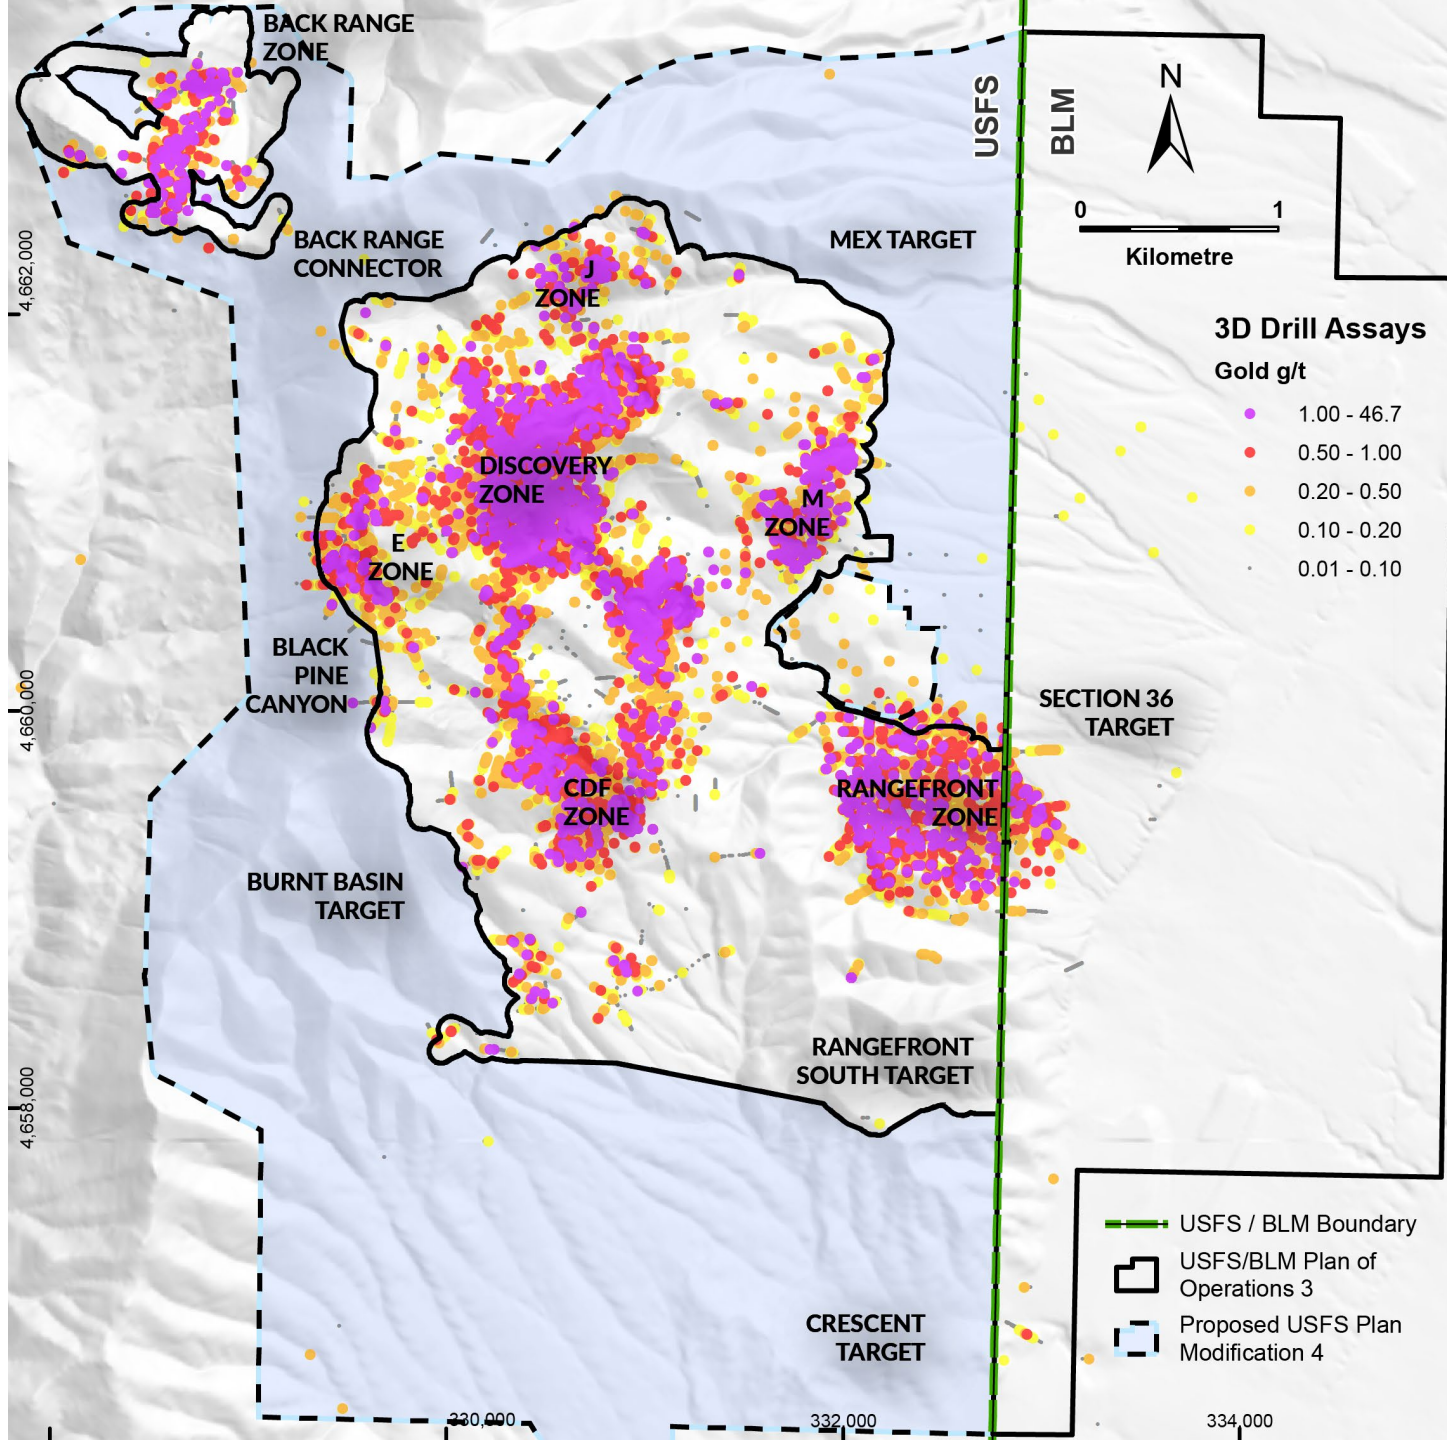 BACK RANGE
ZONE
USFS
BLM
N
0 1
Kilometre
BACK RANGE
CONNECTOR
MEX TARGET
J
ZONE
4,662,000
3D Drill Assays
Gold g/t
1.00 - 46.7
0.50 - 1.00
0.20 - 0.50
0.10 - 0.20
0.01 - 0.10
DISCOVERY
ZONE
M
ZONE
E
ZONE
BLACK
PINE
CANYON
4,660,000
SECTION 36
TARGET
CDF
ZONE
RANGEFRONT
ZONE
BURNT BASIN
TARGET
RANGEFRONT
SOUTH TARGET
4,658,000
USFS / BLM Boundary
USFS/BLM Plan of
Operations 3
Proposed USFS Plan
Modification 4
CRESCENT
TARGET
330,000
332,000
334,000